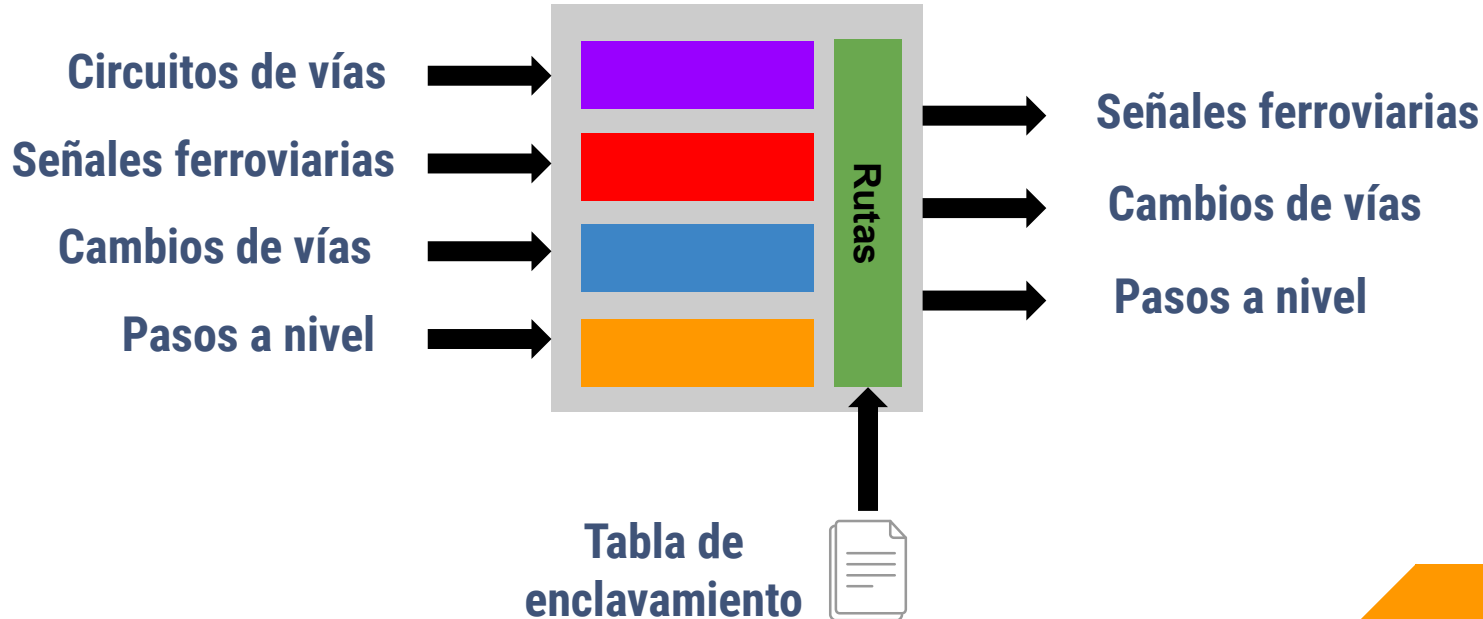 Circuitos de vías
Señales ferroviarias
Cambios de vías
Pasos a nivel
Rutas
Señales ferroviarias
Cambios de vías
Pasos a nivel
Tabla de
enclavamiento